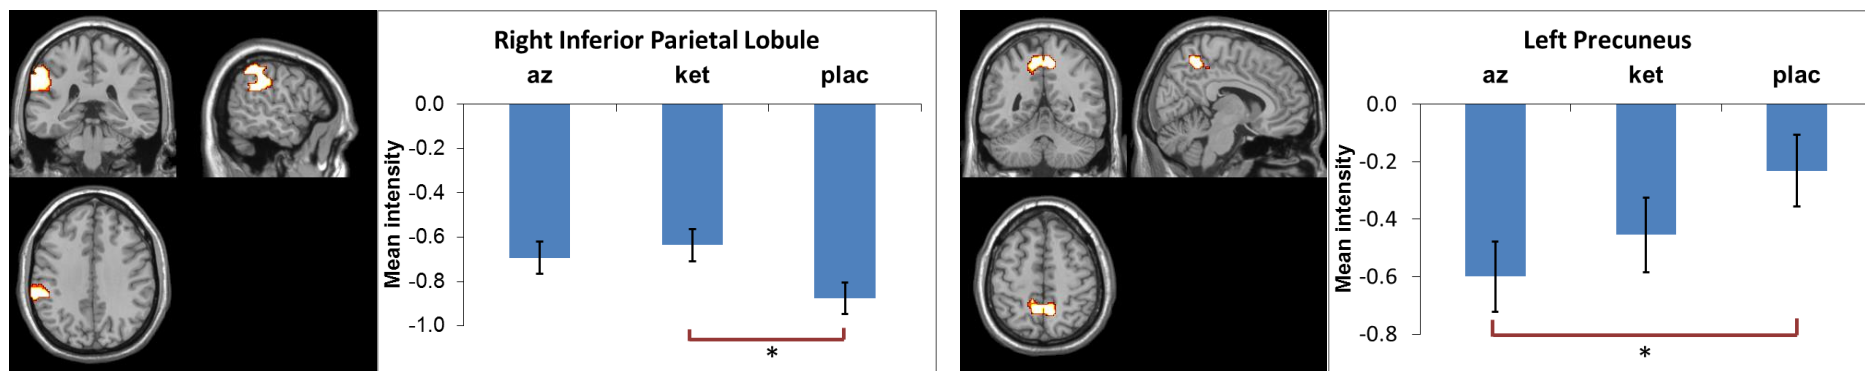 Right Inferior Parietal Lobule
az ket plac
0.0
-0.2
-0.4
-0.6
-0.8
-1.0
Mean intensity
*
Left Precuneus
az ket plac
0.0
-0.2
-0.4
-0.6
-0.8
Mean intensity
*